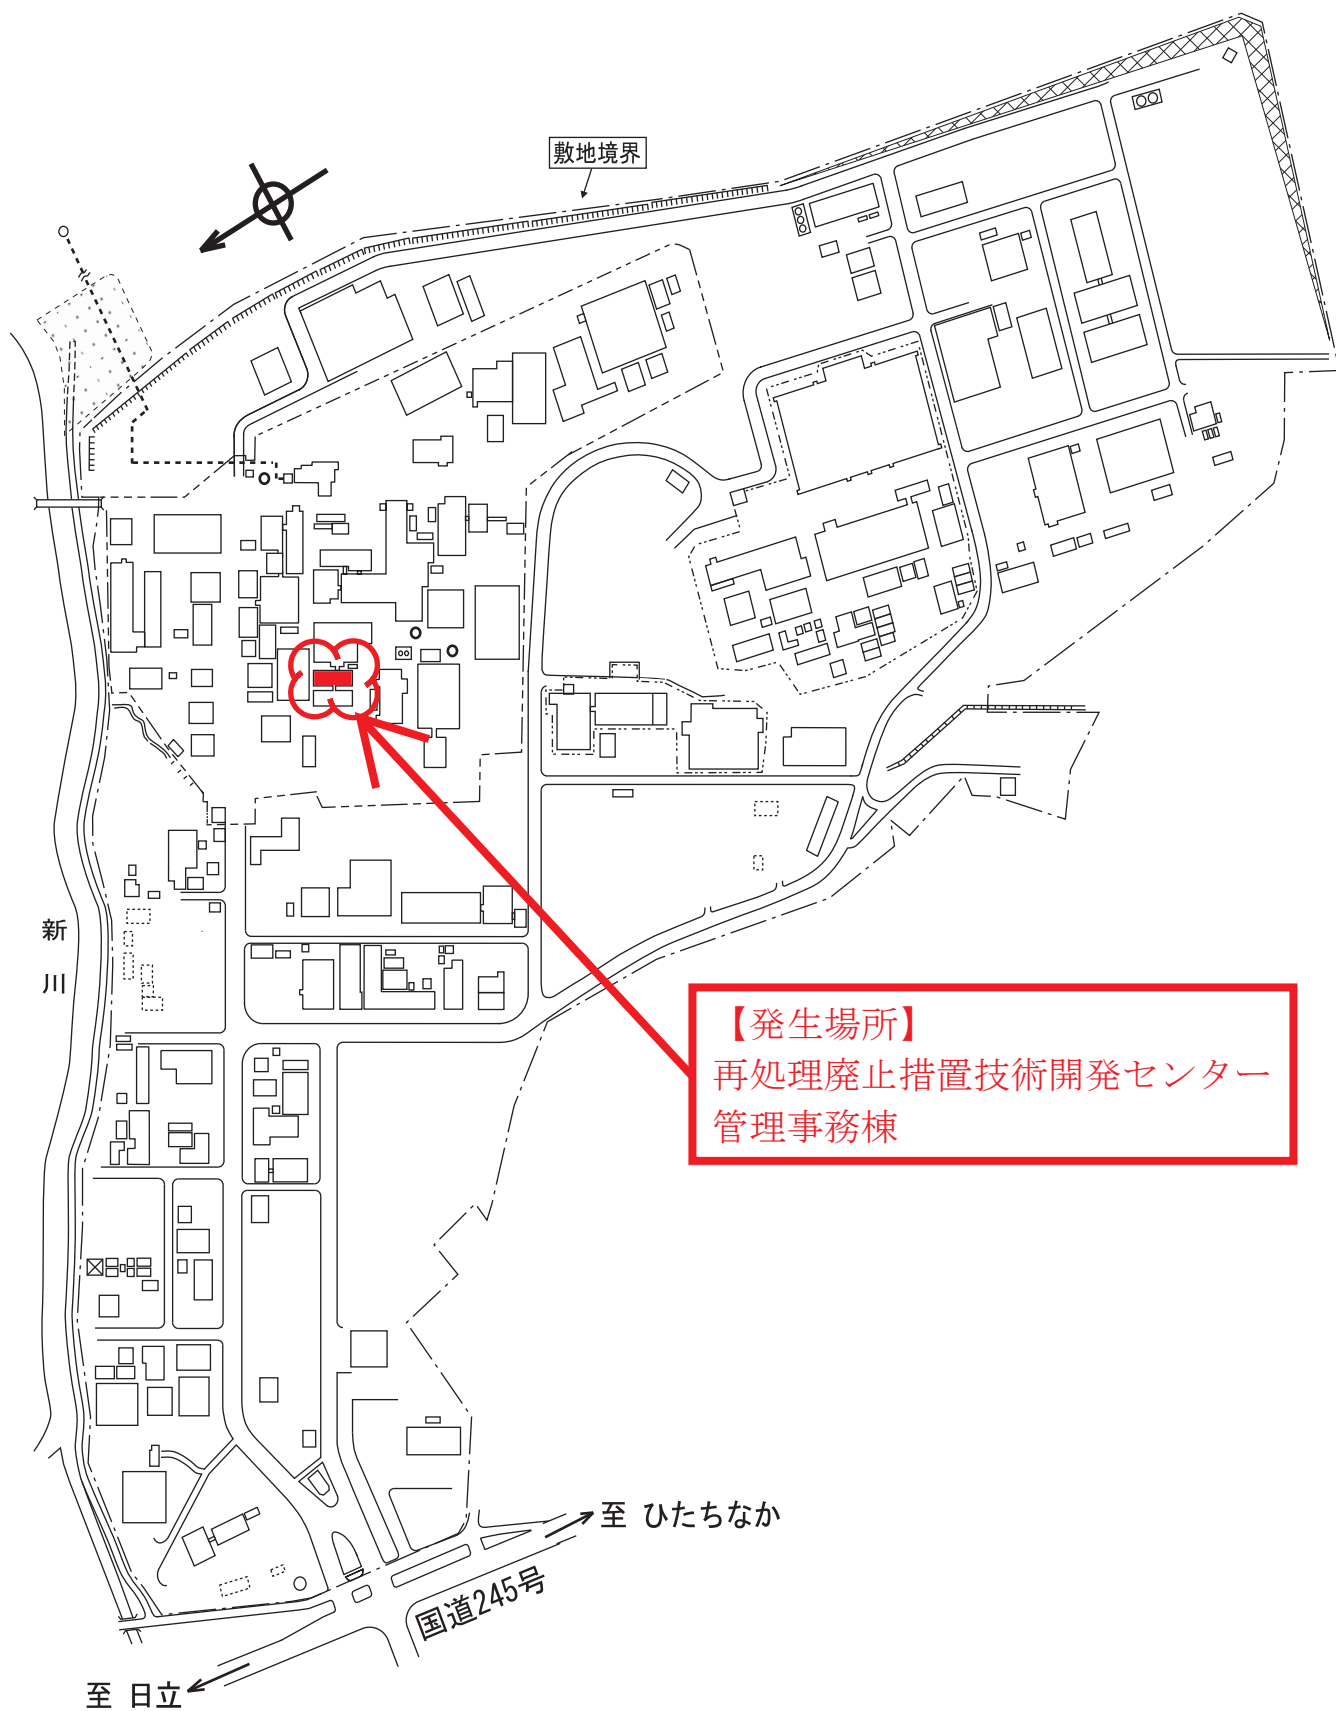 敷地境界
新川
【発生場所】
再処理廃止措置技術開発センター
管理事務棟
至 ひたちなか
国道245号
至 日立